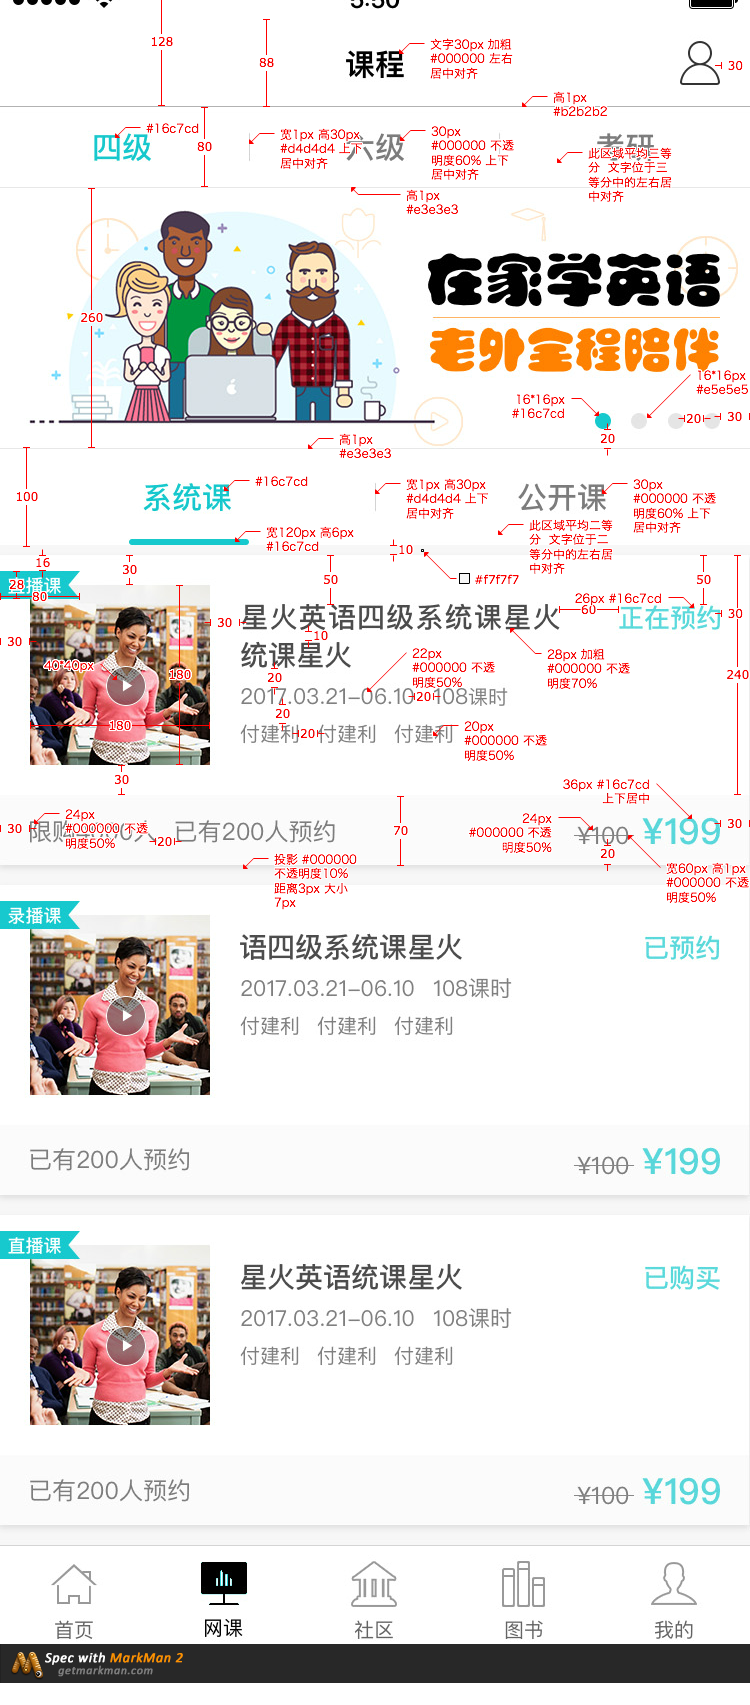 5:50
128
88
课程
文字30px 加粗
#000000 左右
居中对齐
30
高1px
#b2b2b2
四级
#16c7cd
80
宽1px 高30px
#d4d4d4 上下
居中对齐
六级
30px
#000000 不透
明度60% 上下
居中对齐
考研
此区域平均三等
分 文字位于三
等分中的左右居
中对齐
高1px
#e3e3e3
260
在家学英语
老外全程陪伴
16*16px
#16c7cd
16*16px
#e5e5e5
20
30
20
高1px
#e3e3e3
100
系统课
#16c7cd
宽1px 高30px
#d4d4d4 上下
居中对齐
公开课
30px
#000000 不透
明度60% 上下
居中对齐
宽120px 高6px
#16c7cd
此区域平均二等
分 文字位于二
等分中的左右居
中对齐
10
#f7f7f7
16
30
50
50
28
80
直播课
星火英语四级系统课星火
统课星火
26px #16c7cd
60
正在预约
30
30
30
10
40*40px
180
180
22px
#000000 不透
明度50%
28px 加粗
#000000 不透
明度70%
240
20
2017.03.21-06.10 108课时
20
20
付建利 付建利 付建利
20
20px
#000000 不透
明度50%
30
36px #16c7cd
上下居中
30
24px
#000000 不透
明度50%
20
已有200人预约
70
24px
#000000 不透
明度50%
¥100 ¥199
30
20
投影 #000000
不透明度10%
距离3px 大小
7px
宽60px 高1px
#000000 不透
明度50%
录播课
语四级系统课星火
已预约
2017.03.21-06.10 108课时
付建利 付建利 付建利
已有200人预约
¥100 ¥199
直播课
星火英语统课星火
已购买
2017.03.21-06.10 108课时
付建利 付建利 付建利
已有200人预约
¥100 ¥199
首页
网课
社区
图书
我的
Spec with MarkMan 2
getmarkman.com